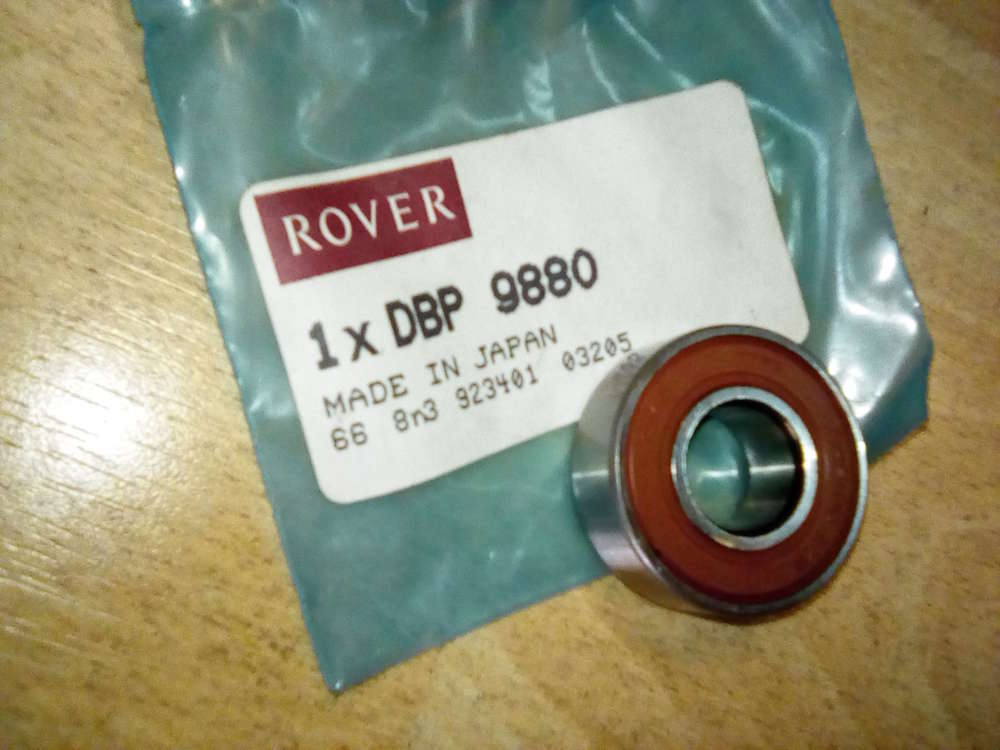 ROVER
1 x DBP 9880
MADE IN JAPAN
66 8n3 923401 03205